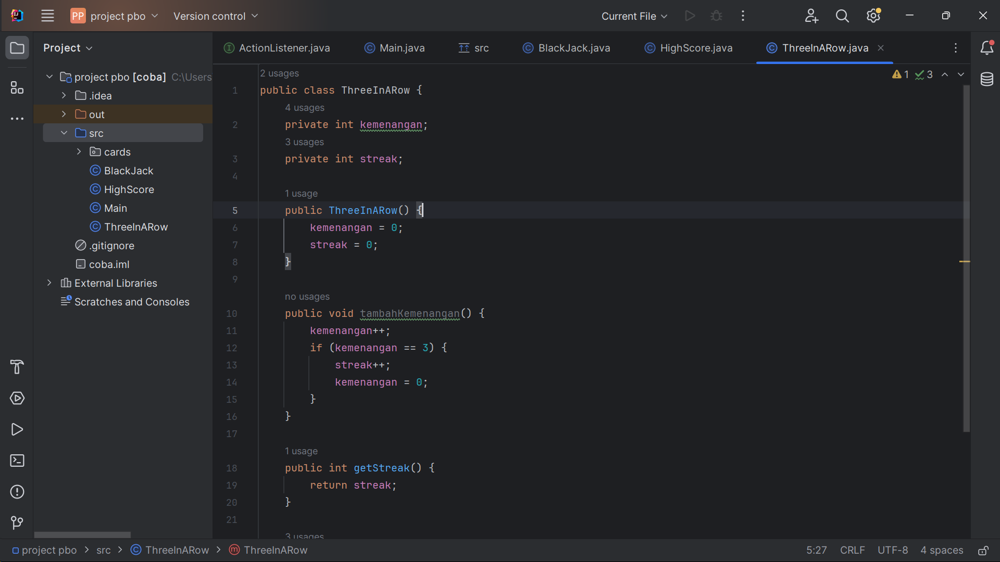 PP project pbo Version control Current File
Project
project pbo [coba] C:\Users
.idea
out
src
cards
BlackJack
HighScore
Main
ThreeInARow
.gitignore
coba.iml
External Libraries
Scratches and Consoles
ActionListener.java Main.java src BlackJack.java HighScore.java ThreeInARow.java
1 3
2 usages
1 public class ThreeInARow {
4 usages
2 private int kemenangan;
3 usages
3 private int streak;
4
1 usage
5 public ThreeInARow() {
6 kemenangan = 0;
7 streak = 0;
8 }
9
no usages
10 public void tambahKemenangan() {
11 kemenangan++;
12 if (kemenangan == 3) {
13 streak++;
14 kemenangan = 0;
15 }
16 }
17
1 usage
18 public int getStreak() {
19 return streak;
20 }
21
3 usages
project pbo > src > ThreeInARow > ThreeInARow 5:27 CRLF UTF-8 4 spaces